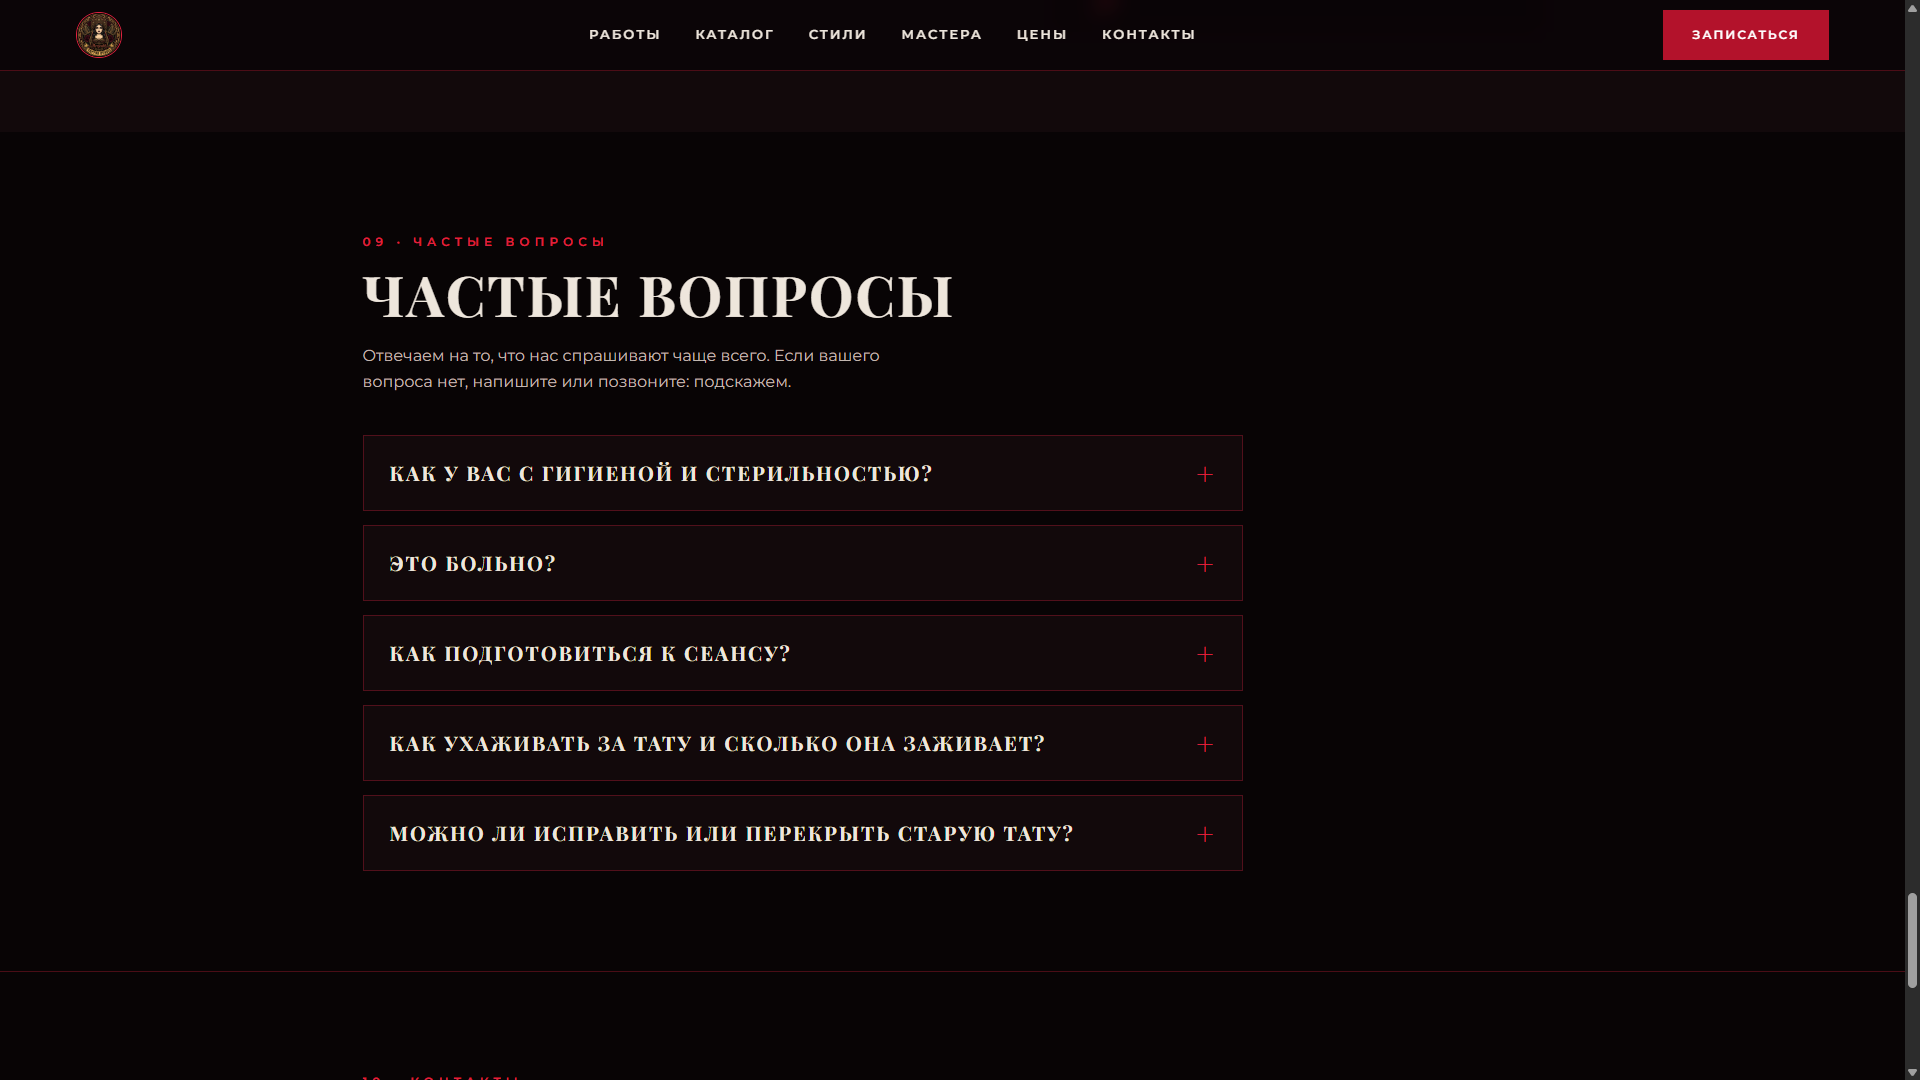 РАБОТЫ КАТАЛОГ СТИЛИ МАСТЕРА ЦЕНЫ КОНТАКТЫ ЗАПИСАТЬСЯ
09 · ЧАСТЫЕ ВОПРОСЫ
ЧАСТЫЕ ВОПРОСЫ
Отвечаем на то, что нас спрашивают чаще всего. Если вашего
вопроса нет, напишите или позвоните: подскажем.
КАК У ВАС С ГИГИЕНОЙ И СТЕРИЛЬНОСТЬЮ?
ЭТО БОЛЬНО?
КАК ПОДГОТОВИТЬСЯ К СЕАНСУ?
КАК УХАЖИВАТЬ ЗА ТАТУ И СКОЛЬКО ОНА ЗАЖИВАЕТ?
МОЖНО ЛИ ИСПРАВИТЬ ИЛИ ПЕРЕКРЫТЬ СТАРУЮ ТАТУ?
10 · КОНТАКТЫ